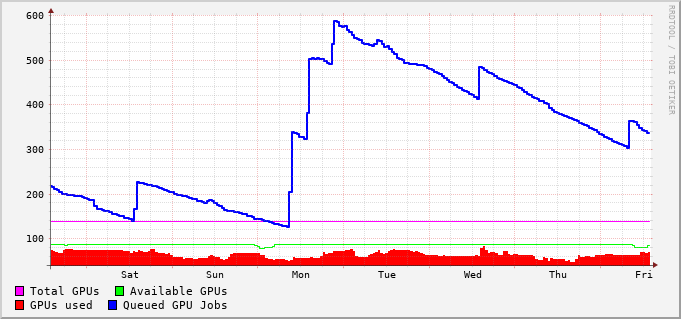 RRDTOOL / TOBI OETIKER
600
500
400
300
200
100
Sat Sun Mon Tue Wed Thu Fri
Total GPUs Available GPUs
GPUs used Queued GPU Jobs